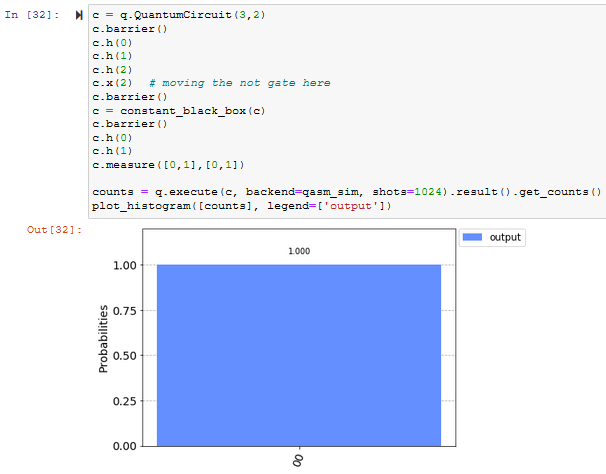 In [32]:
c = q.QuantumCircuit(3,2)
c.barrier()
c.h(0)
c.h(1)
c.h(2)
c.x(2)  # moving the not gate here
c.barrier()
c = constant_black_box(c)
c.barrier()
c.h(0)
c.h(1)
c.measure([0,1],[0,1])
counts = q.execute(c, backend=qasm_sim, shots=1024).result().get_counts()
plot_histogram([counts], legend=['output'])
Out[32]:
output
1.000
1.00
0.75
0.50
0.25
0.00
Probabilities
00